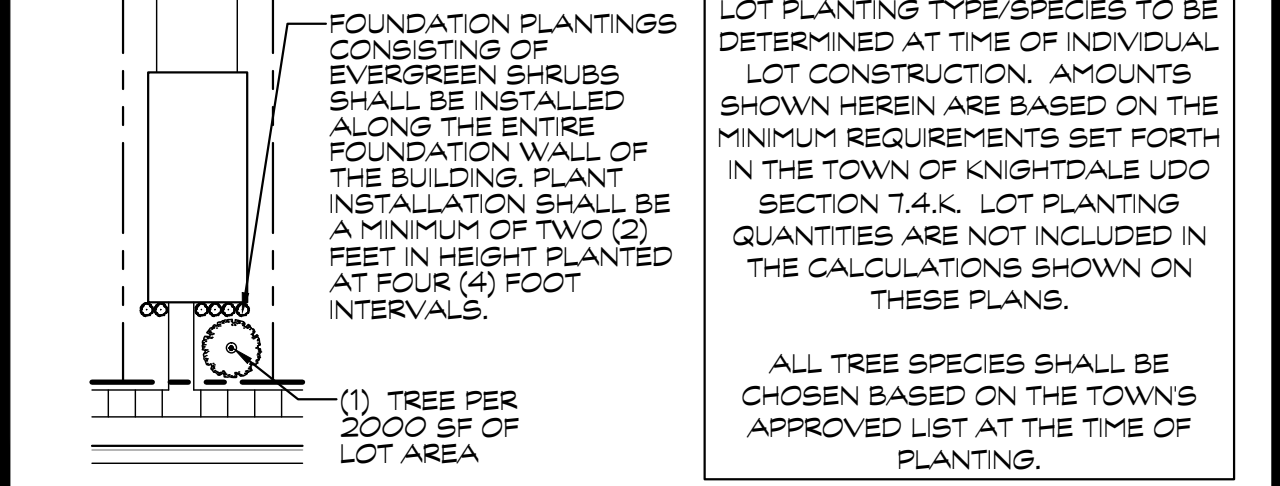 FOUNDATION PLANTINGS
CONSISTING OF
EVERGREEN SHRUBS
SHALL BE INSTALLED
ALONG THE ENTIRE
FOUNDATION WALL OF
THE BUILDING. PLANT
INSTALLATION SHALL BE
A MINIMUM OF TWO (2)
FEET IN HEIGHT PLANTED
AT FOUR (4) FOOT
INTERVALS.
(1) TREE PER
2000 SF OF
LOT AREA
LOT PLANTING TYPE/SPECIES TO BE
DETERMINED AT TIME OF INDIVIDUAL
LOT CONSTRUCTION. AMOUNTS
SHOWN HEREIN ARE BASED ON THE
MINIMUM REQUIREMENTS SET FORTH
IN THE TOWN OF KNIGHTDALE UDO
SECTION 7.4.K. LOT PLANTING
QUANTITIES ARE NOT INCLUDED IN
THE CALCULATIONS SHOWN ON
THESE PLANS.
ALL TREE SPECIES SHALL BE
CHOSEN BASED ON THE TOWN'S
APPROVED LIST AT THE TIME OF
PLANTING.